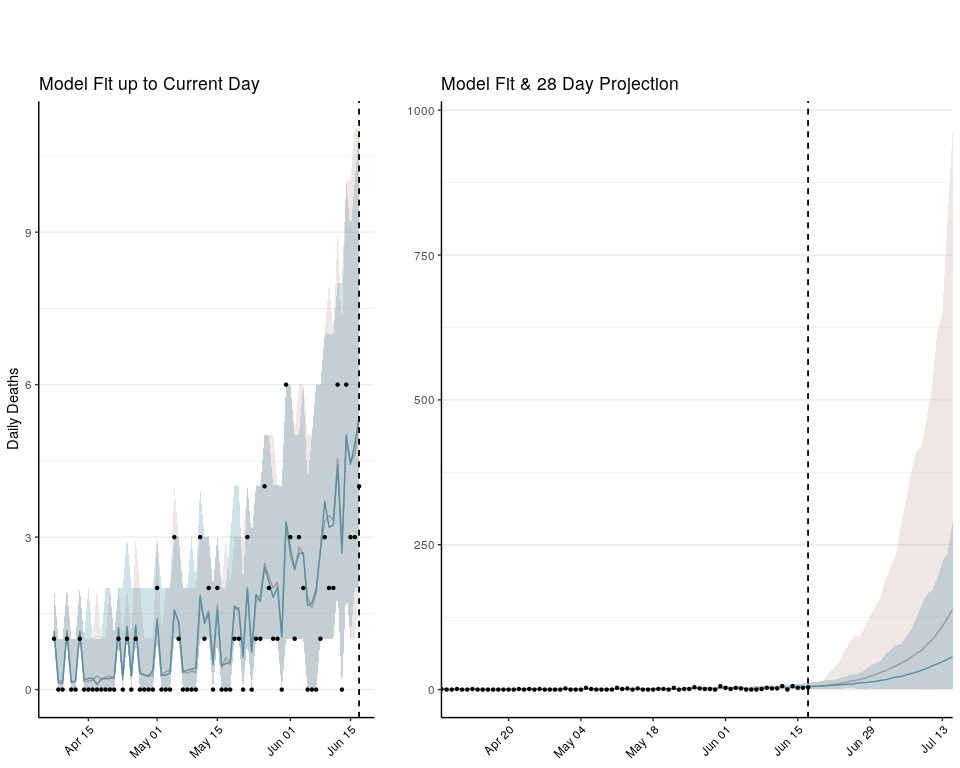 Model Fit up to Current Day
Model Fit & 28 Day Projection
Daily Deaths
9
6
3
0
Apr 15
May 01
May 15
Jun 01
Jun 15
1000
750
500
250
0
Apr 20
May 04
May 18
Jun 01
Jun 15
Jun 29
Jul 13